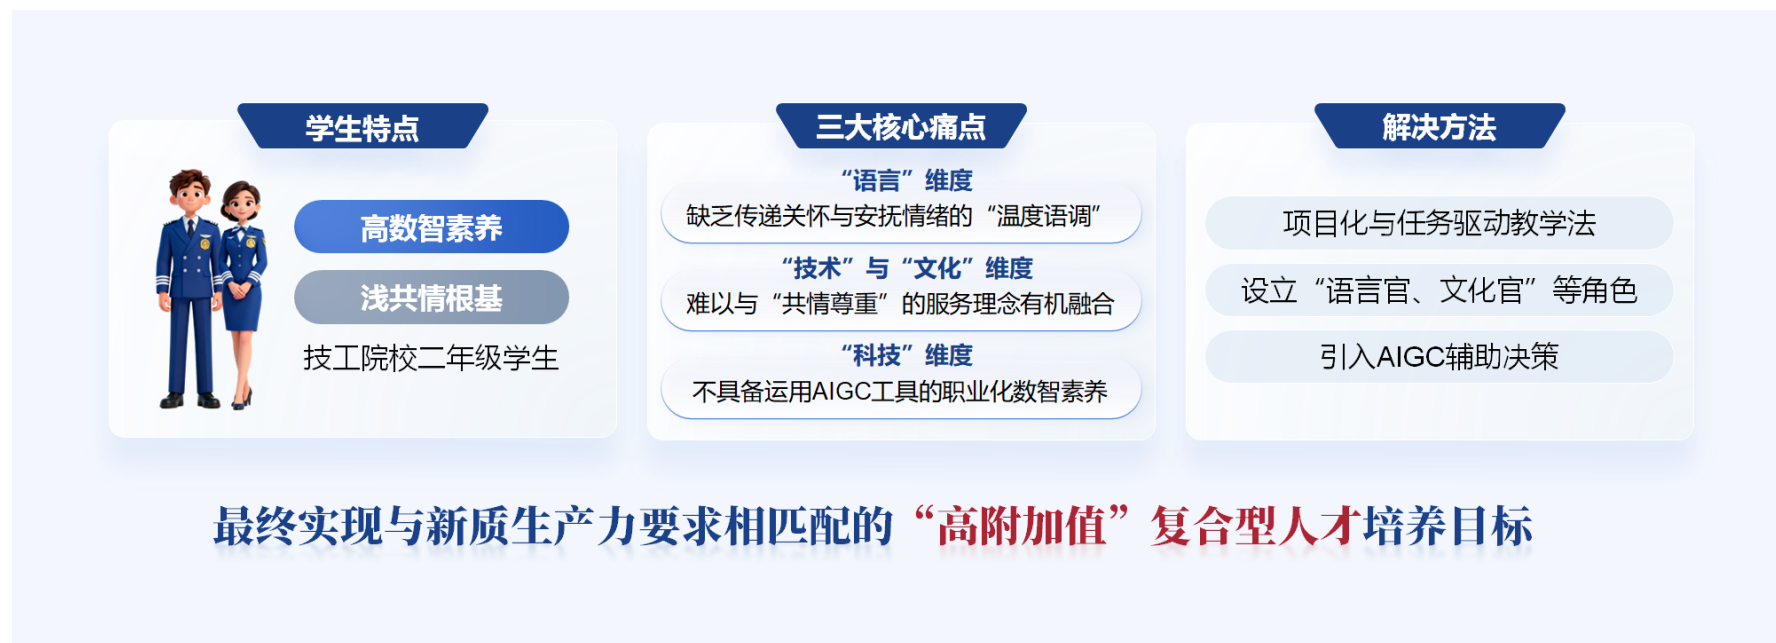 学生特点
高数智素养
浅共情根基
技工院校二年级学生
三大核心痛点
“语言”维度
缺乏传递关怀与安抚情绪的“温度语调”
“技术”与“文化”维度
难以与“共情尊重”的服务理念有机融合
“科技”维度
不具备运用AIGC工具的职业化数智素养
解决方法
项目化与任务驱动教学法
设立“语言官、文化官”等角色
引入AIGC辅助决策
最终实现与新质生产力要求相匹配的“高附加值”复合型人才培养目标